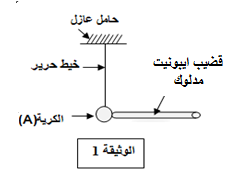 حامل عازل
خيط حرير
قضيب ايبونيت
مدلوك
الكرية(A)
الوثيقة 1